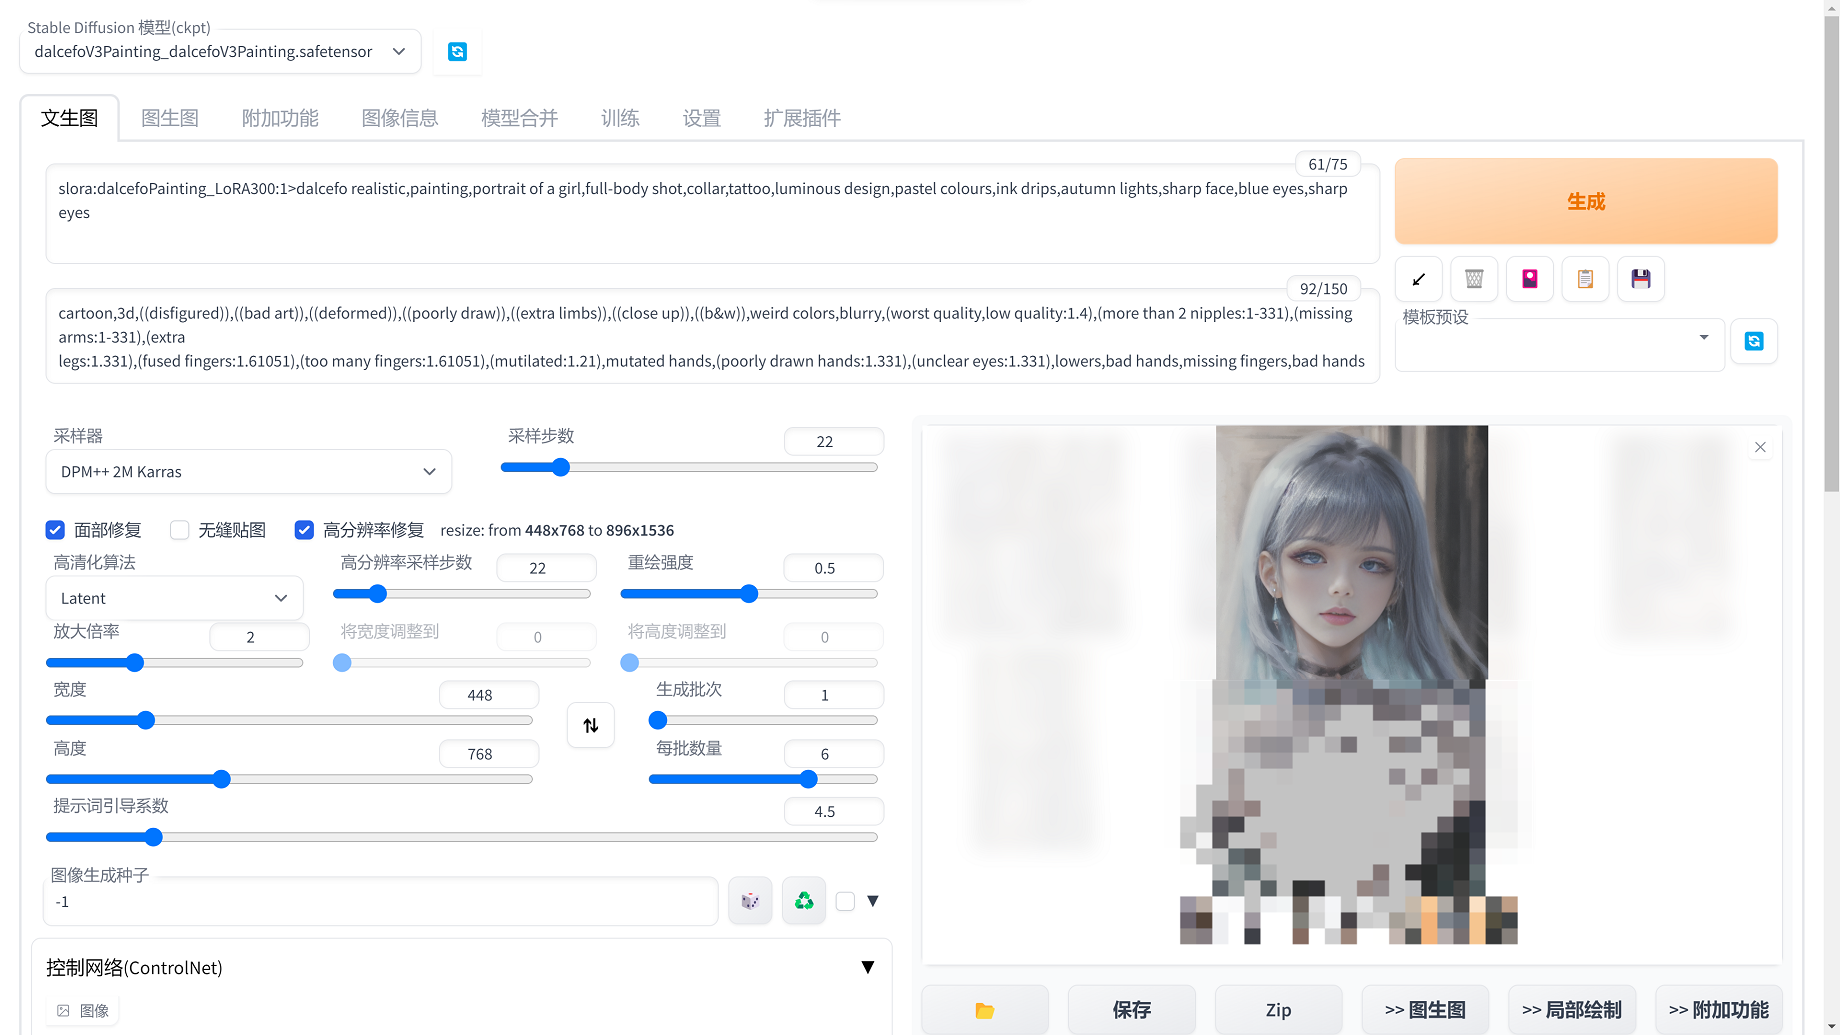 Stable Diffusion 模型(ckpt)
dalcefoV3Painting_dalcefoV3Painting.safetensor
文生图 图生图 附加功能 图像信息 模型合并 训练 设置 扩展插件
61/75
slora:dalcefoPainting_LoRA300:1>dalcefo realistic,painting,portrait of a girl,full-body shot,collar,tattoo,luminous design,pastel colours,ink drips,autumn lights,sharp face,blue eyes,sharp
eyes
生成
92/150
cartoon,3d,((disfigured)),((bad art)),((deformed)),((poorly draw)),((extra limbs)),((close up)),((b&w)),weird colors,blurry,(worst quality,low quality:1.4),(more than 2 nipples:1-331),(missing
arms:1-331),(extra
legs:1.331),(fused fingers:1.61051),(too many fingers:1.61051),(mutilated:1.21),mutated hands,(poorly drawn hands:1.331),(unclear eyes:1.331),lowers,bad hands,missing fingers,bad hands
模板预设
采样器
DPM++ 2M Karras
采样步数 22
面部修复 无缝贴图 高分辨率修复 resize: from 448x768 to 896x1536
高清化算法
Latent
高分辨率采样步数 22
重绘强度 0.5
放大倍率 2
将宽度调整到 0
将高度调整到 0
宽度 448
生成批次 1
高度 768
每批数量 6
提示词引导系数 4.5
图像生成种子
-1
控制网络(ControlNet)
图像
保存 Zip >> 图生图 >> 局部绘制 >> 附加功能